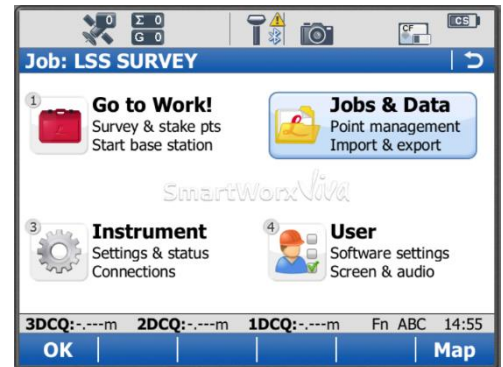 0 Σ 0
G 0
CF
CS
Job: LSS SURVEY
1
Go to Work!
Survey & stake pts
Start base station
Jobs & Data
Point management
Import & export
SmartWorx Viva
3
Instrument
Settings & status
Connections
4
User
Software settings
Screen & audio
3DCQ:-.---m 2DCQ:-.---m 1DCQ:-.---m Fn ABC 14:55
OK Map